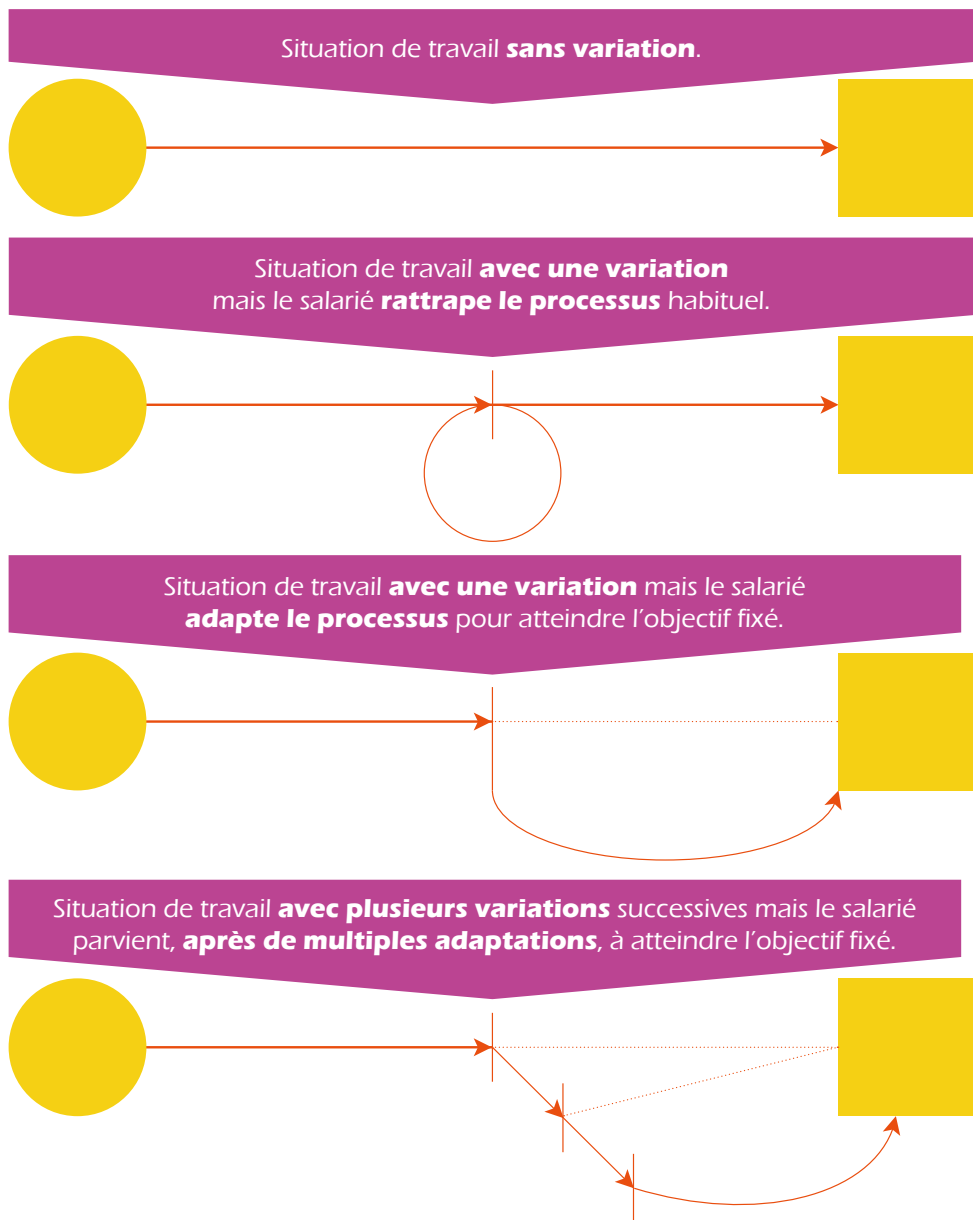 Situation de travail sans variation.
Situation de travail avec une variation
mais le salarié rattrape le processus habituel.
Situation de travail avec une variation mais le salarié
adapte le processus pour atteindre l’objectif fixé.
Situation de travail avec plusieurs variations successives mais le salarié
parvient, après de multiples adaptations, à atteindre l’objectif fixé.